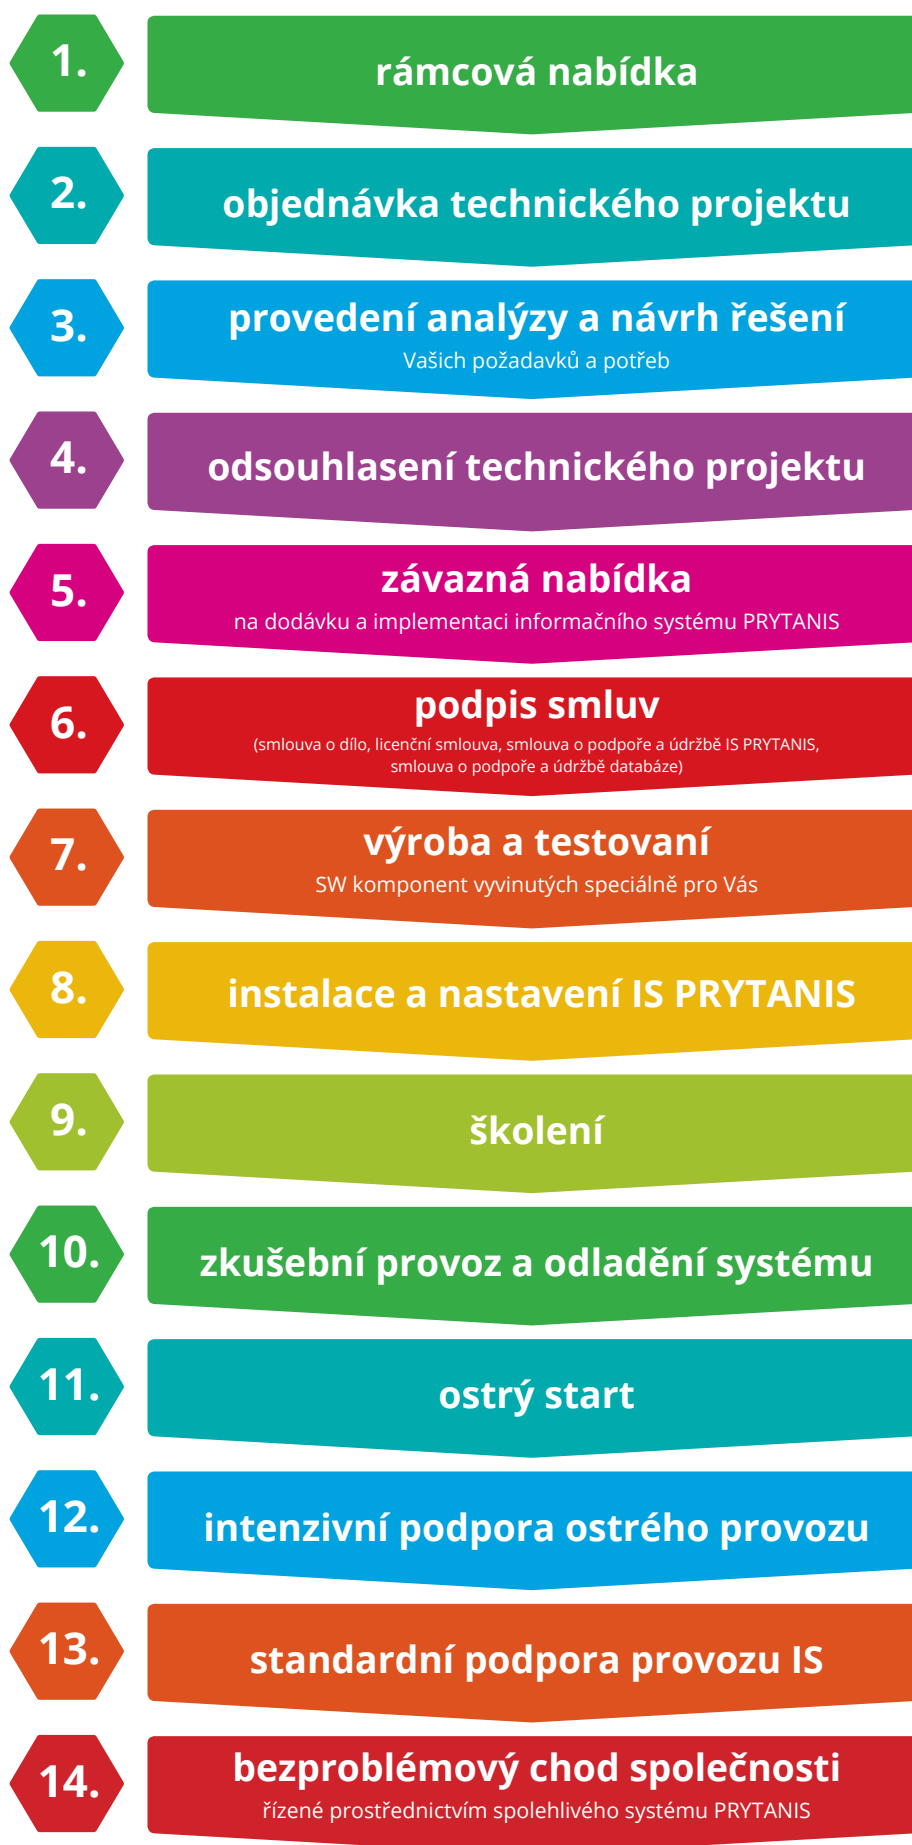 1.
rámcová nabídka
2.
objednávka technického projektu
3.
provedení analýzy a návrh řešení
Vašich požadavků a potřeb
4.
odsouhlasení technického projektu
5.
závazná nabídka
na dodávku a implementaci informačního systému PRYTANIS
6.
podpis smluv
(smlouva o dílo, licenční smlouva, smlouva o podpoře a údržbě IS PRYTANIS,
smlouva o podpoře a údržbě databáze)
7.
výroba a testovaní
SW komponent vyvinutých speciálně pro Vás
8.
instalace a nastavení IS PRYTANIS
9.
školení
10.
zkušební provoz a odladění systému
11.
ostrý start
12.
intenzivní podpora ostrého provozu
13.
standardní podpora provozu IS
14.
bezproblémový chod společnosti
řízené prostřednictvím spolehlivého systému PRYTANIS